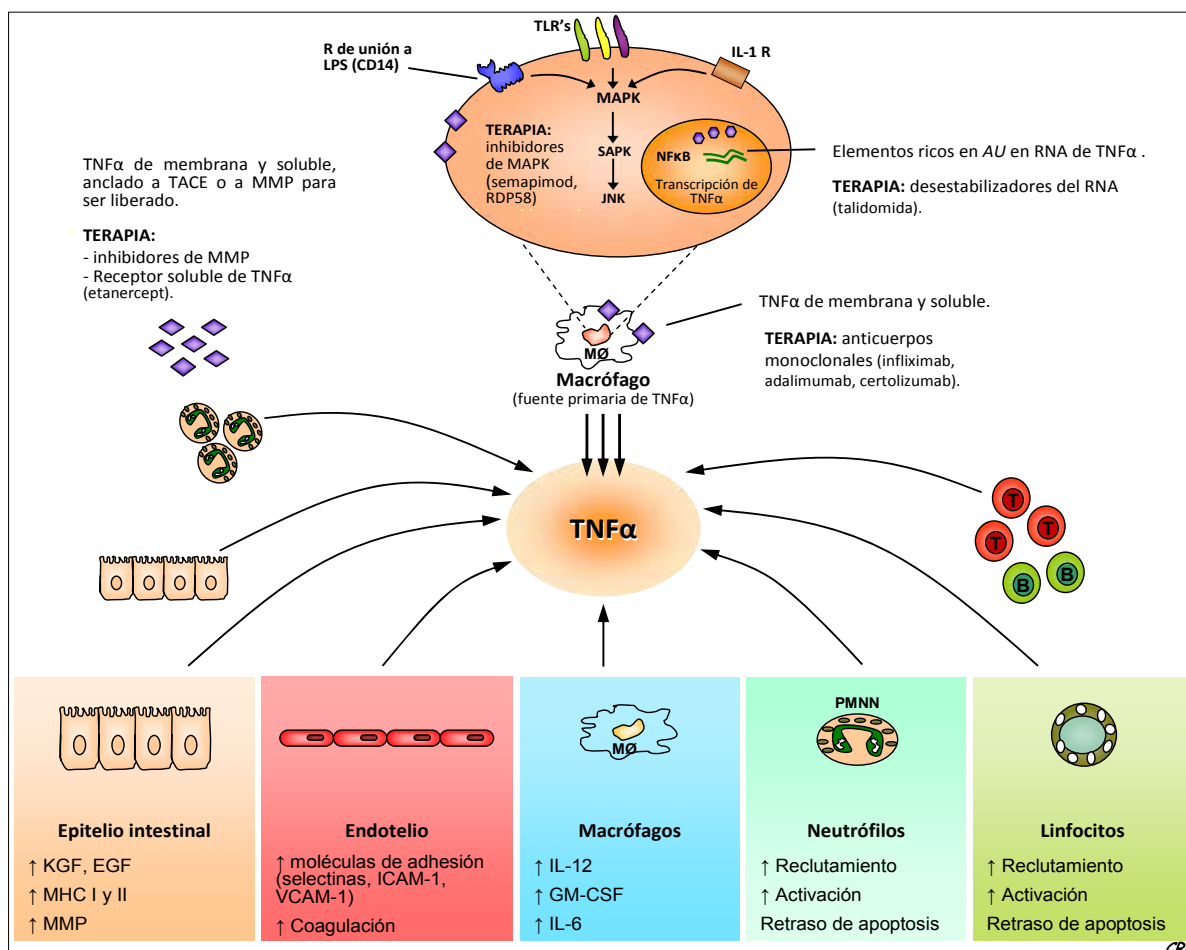 TLR's
R de unión a
LPS (CD14)
IL-1 R
MAPK
TERAPIA:
inhibidores
de MAPK
(semapimod,
RDP58)
SAPK
JNK
NFκB
Transcripción de
TNFα
TNFα de membrana y soluble,
anclado a TACE o a MMP para
ser liberado.
TERAPIA:
- inhibidores de MMP
- Receptor soluble de TNFα
(etanercept).
Elementos ricos en AU en RNA de TNFα .
TERAPIA: desestabilizadores del RNA
(talidomida).
MØ
Macrófago
(fuente primaria de TNFα)
TNFα de membrana y soluble.
TERAPIA: anticuerpos
monoclonales (infliximab,
adalimumab, certolizumab).
TNFα
T
T
T
B
B
Epitelio intestinal
↑ KGF, EGF
↑ MHC I y II
↑ MMP
Endotelio
↑ moléculas de adhesión
(selectinas, ICAM-1,
VCAM-1)
↑ Coagulación
MØ
Macrófagos
↑ IL-12
↑ GM-CSF
↑ IL-6
PMNN
Neutrófilos
↑ Reclutamiento
↑ Activación
Retraso de apoptosis
Linfocitos
↑ Reclutamiento
↑ Activación
Retraso de apoptosis